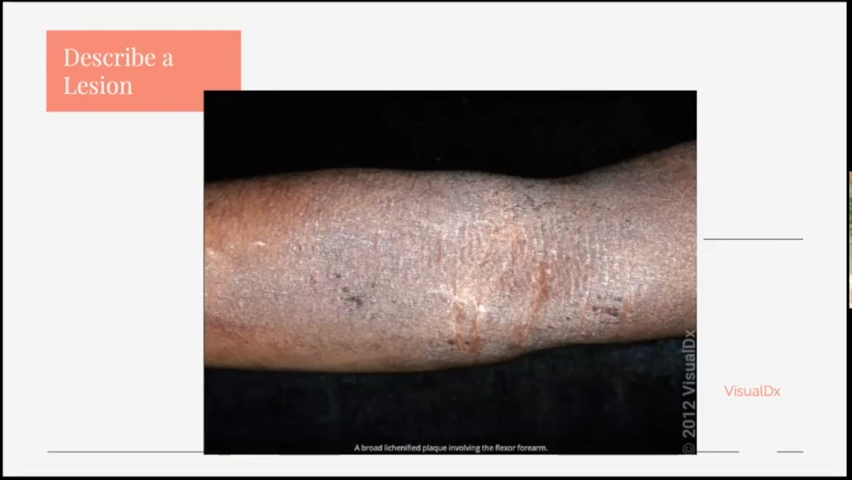 Describe a
Lesion
© 2012 VisualDx
VisualDx
A broad lichenified plaque involving the flexor forearm.